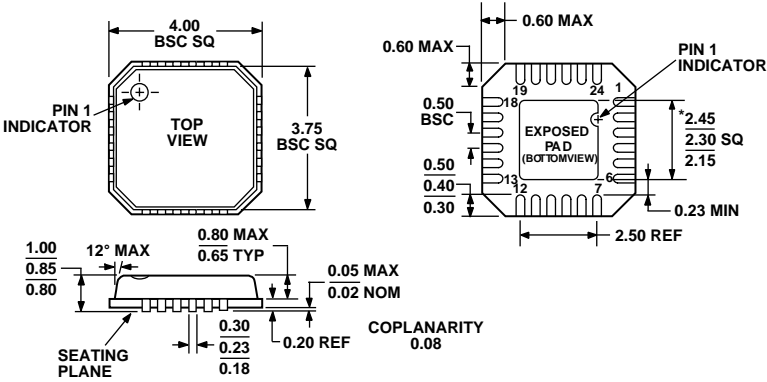 4.00
BSC SQ
PIN 1
INDICATOR
TOP
VIEW
3.75
BSC SQ
0.60 MAX
0.60 MAX
PIN 1
INDICATOR
19
24
1
18
0.50
BSC
EXPOSED
PAD
(BOTTOMVIEW)
*2.45
2.30 SQ
2.15
13
12
7
6
0.50
0.40
0.30
0.23 MIN
2.50 REF
1.00
0.85
0.80
12° MAX
0.80 MAX
0.65 TYP
0.05 MAX
0.02 NOM
SEATING
PLANE
0.30
0.23
0.18
0.20 REF
COPLANARITY
0.08